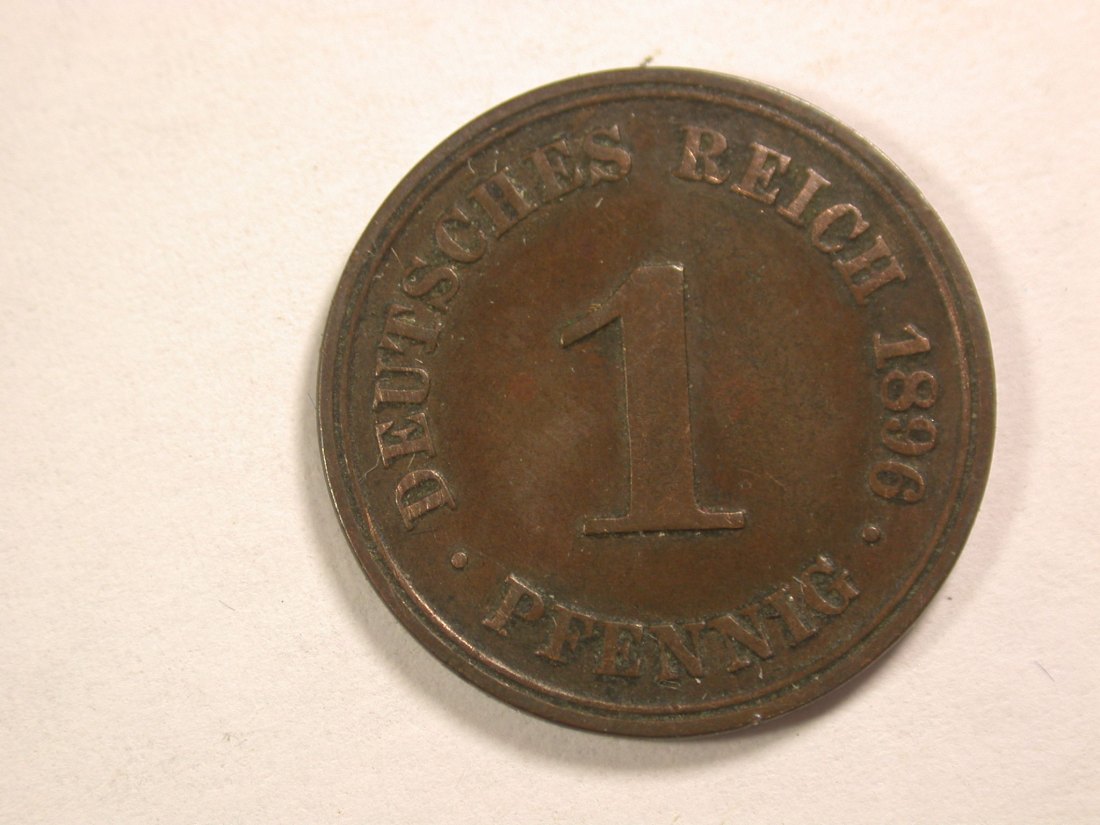 DEUTSCHES REICH 1896
1
· PFENNIG ·